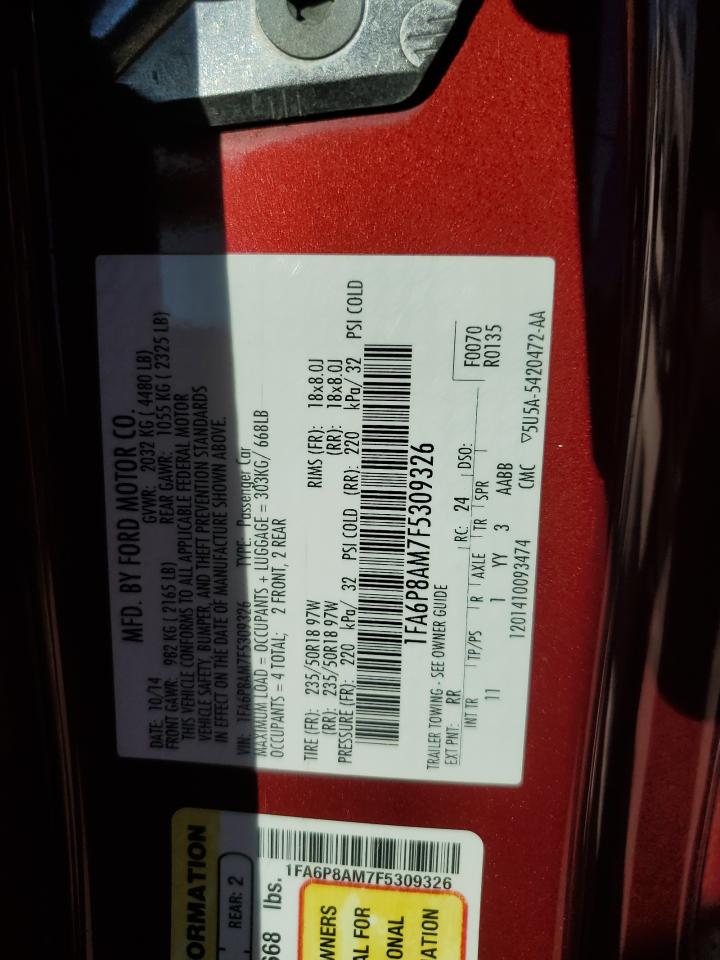 MFD. BY FORD MOTOR CO.
DATE: 10/14 GVWR: 2032 KG ( 4480 LB)
FRONT GAWR: 982 KG ( 2165 LB) REAR GAWR: 1055 KG ( 2325 LB)
THIS VEHICLE CONFORMS TO ALL APPLICABLE FEDERAL MOTOR
VEHICLE SAFETY, BUMPER, AND THEFT PREVENTION STANDARDS
IN EFFECT ON THE DATE OF MANUFACTURE SHOWN ABOVE.
VIN: 1FA6P8AM7F5309326 TYPE: Passenger Car
MAXIMUM LOAD = OCCUPANTS + LUGGAGE = 303KG/ 668LB
OCCUPANTS = 4 TOTAL; 2 FRONT, 2 REAR
TIRE (FR): 235/50R18 97W RIMS (FR): 18x8.0J
(RR): 235/50R18 97W (RR): 18x8.0J
PRESSURE (FR): 220 kPa/ 32 PSI COLD (RR): 220 kPa/ 32 PSI COLD
1FA6P8AM7F5309326
TRAILER TOWING - SEE OWNER GUIDE
EXT PNT: RR RC: 24 DSO: F0070
R0135
INT TR TP/PS R AXLE TR SPR
11 1 YY 3 AABB
1201410093474 CMC ▽5U5A-5420472-AA
ORMATION
REAR: 2
668 lbs.
1FA6P8AM7F5309326
WNERS
AL FOR
ONAL
ATION